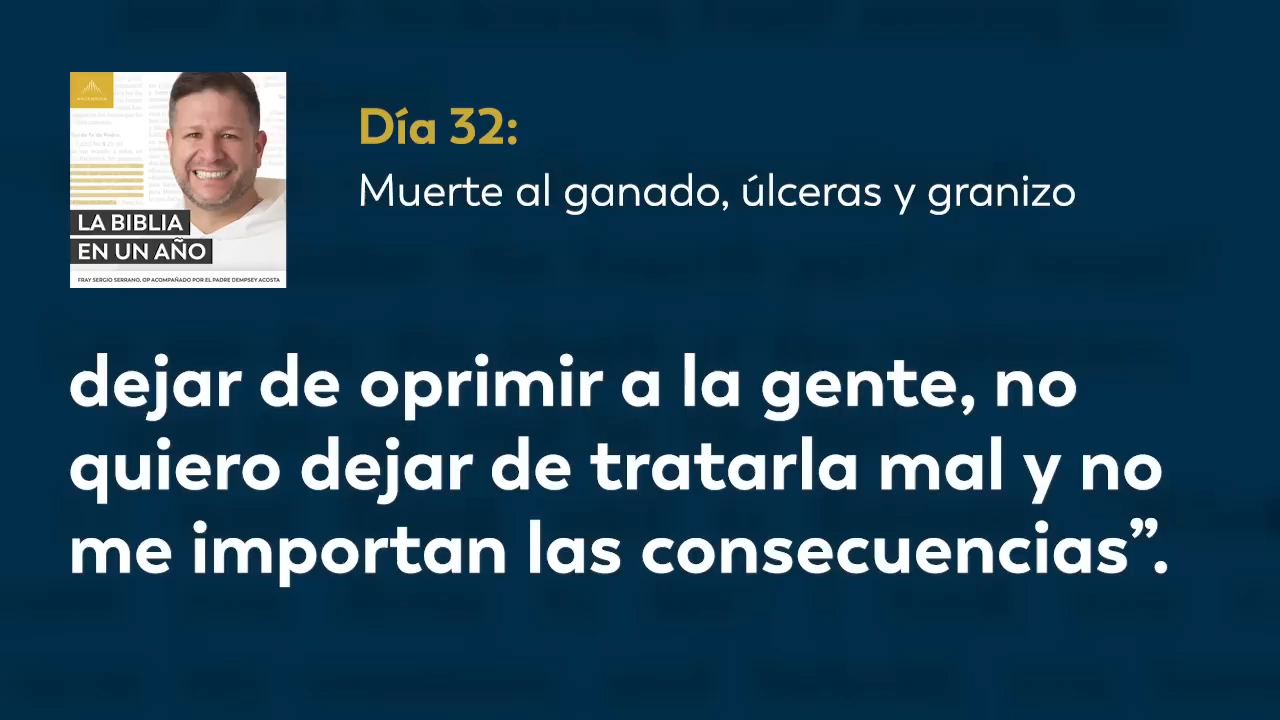 Día 32:
Muerte al ganado, úlceras y granizo
LA BIBLIA
EN UN AÑO
FRAY SERGIO SERRANO, OP ACOMPAÑADO POR EL PADRE DEMPSEY ACOSTA
dejar de oprimir a la gente, no
quiero dejar de tratarla mal y no
me importan las consecuencias”.